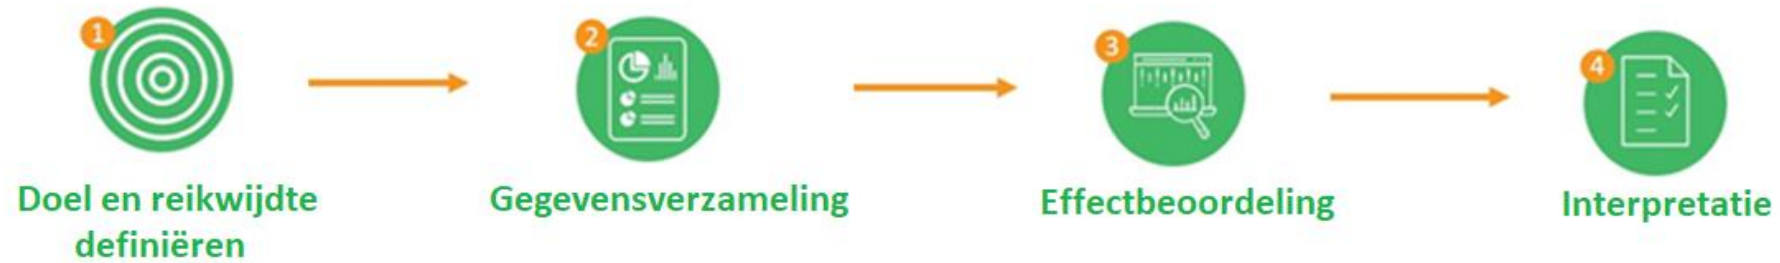 1
2
3
4
Doel en reikwijdte
definiëren
Gegevensverzameling
Effectbeoordeling
Interpretatie